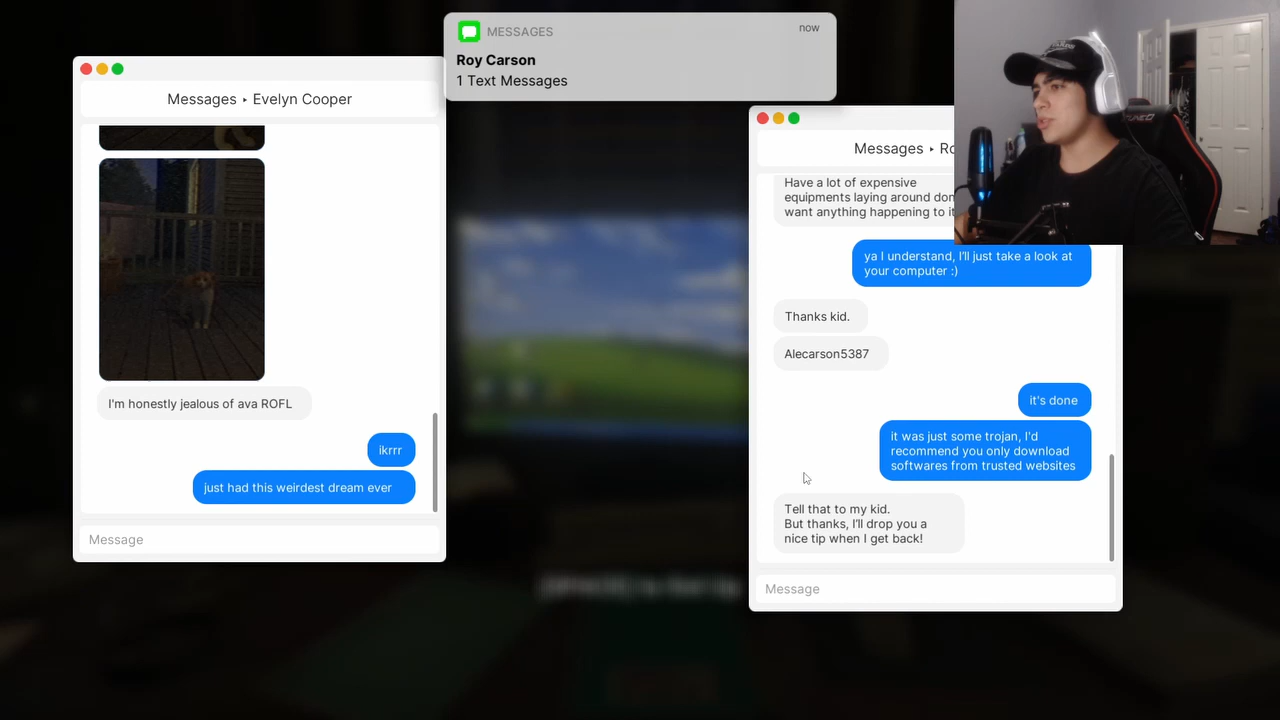 MESSAGES
now
Roy Carson
1 Text Messages
Messages ▸ Evelyn Cooper
I'm honestly jealous of ava ROFL
ikrrr
just had this weirdest dream ever
Message
Messages ▸
Have a lot of expensive
equipments laying around
want anything happening to
ya I understand, I'll just take a look at
your computer :)
Thanks kid.
Alecarson5387
it's done
it was just some trojan, I'd
recommend you only download
softwares from trusted websites
Tell that to my kid.
But thanks, I'll drop you a
nice tip when I get back!
Message